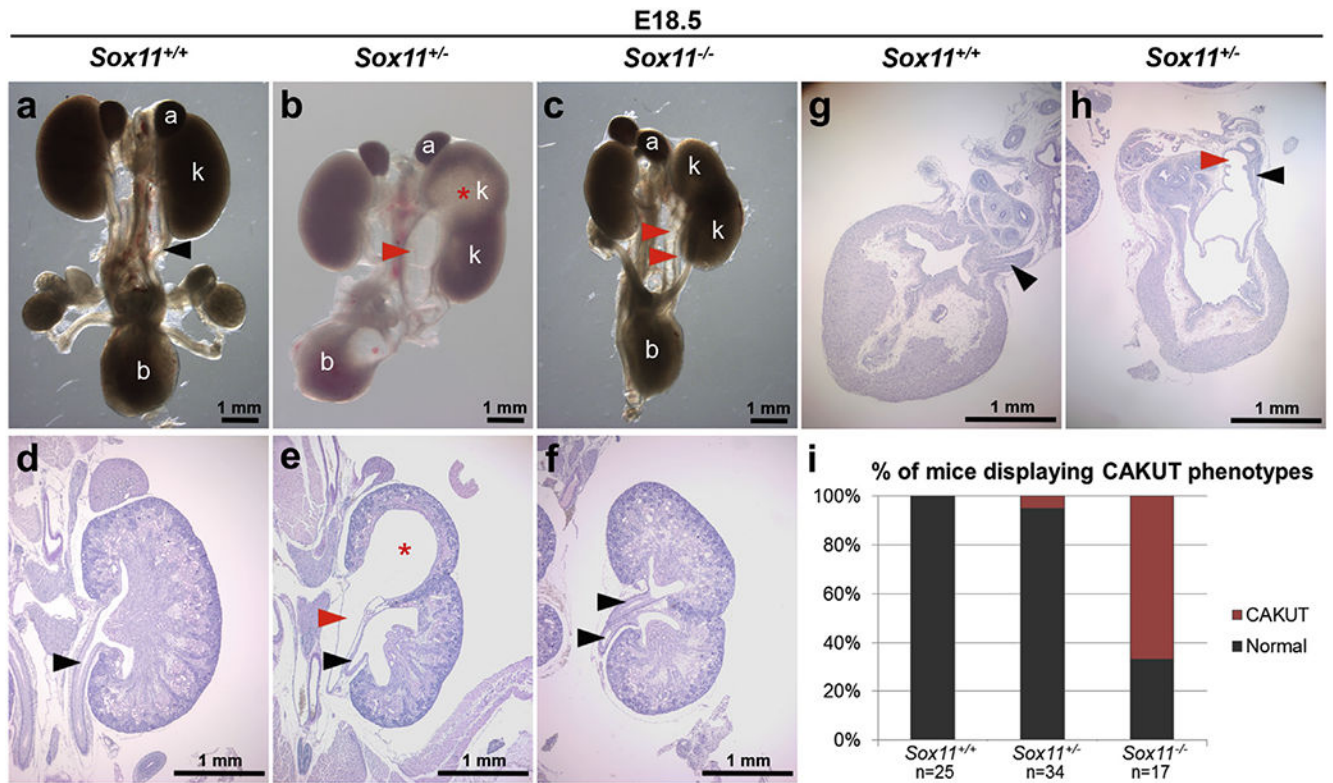 E18.5
Sox11+/+ Sox11+/- Sox11-/- Sox11+/+ Sox11+/-
a a k b 1 mm
b a * k k b 1 mm
c a k k b 1 mm
g 1 mm
h 1 mm
d 1 mm
e * 1 mm
f 1 mm
i % of mice displaying CAKUT phenotypes
100%
80%
60%
40%
20%
0%
Sox11+/+ Sox11+/- Sox11-/-
n=25 n=34 n=17
CAKUT
Normal